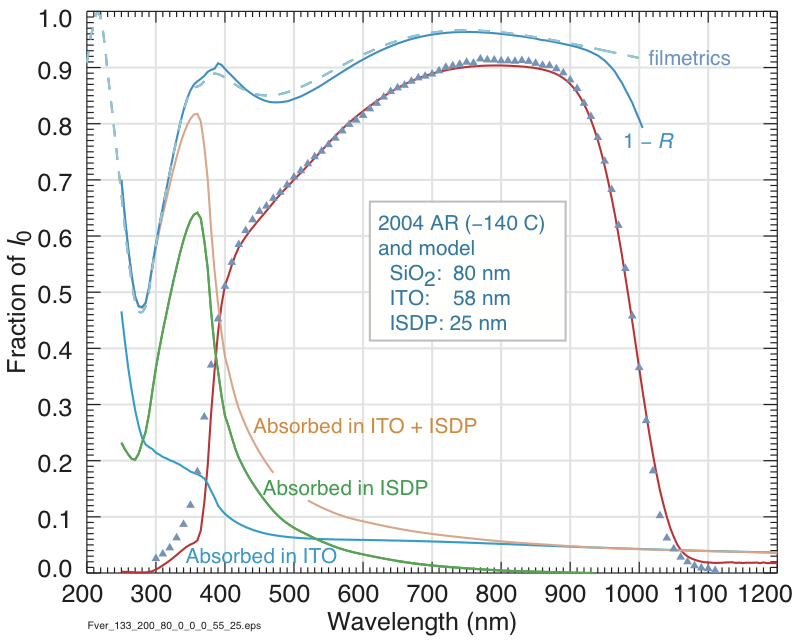 1.0
0.9
0.8
0.7
0.6
0.5
0.4
0.3
0.2
0.1
0.0
Fraction of I0
filmetrics
1 – R
2004 AR (−140 C)
and model
SiO2: 80 nm
ITO: 58 nm
ISDP: 25 nm
Absorbed in ITO + ISDP
Absorbed in ISDP
Absorbed in ITO
200 300 400 500 600 700 800 900 1000 1100 1200
Wavelength (nm)
Fver_133_200_80_0_0_0_55_25.eps